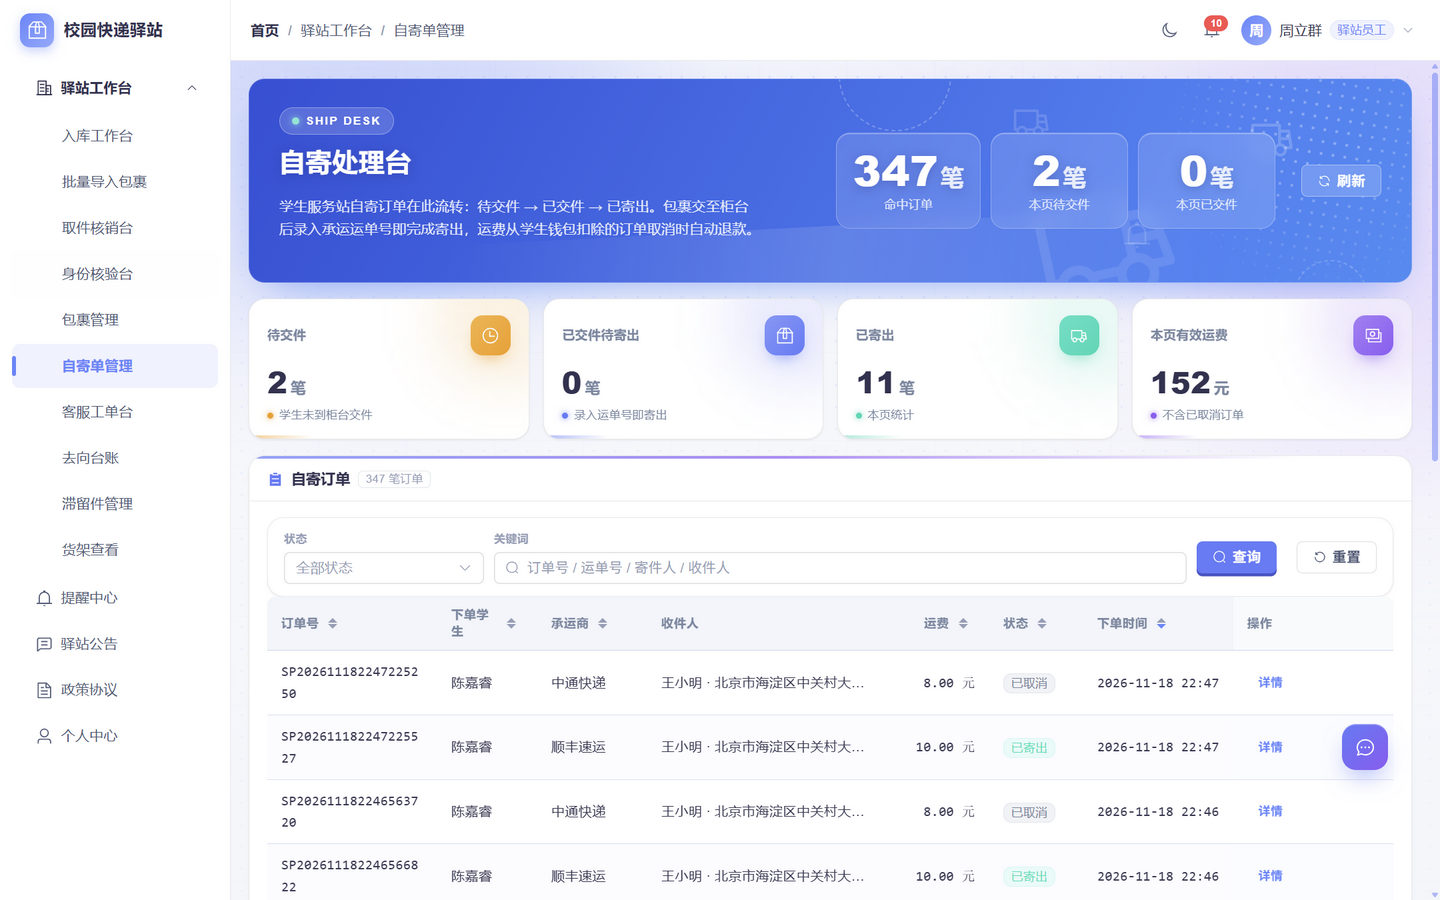 校园快递驿站
首页 / 驿站工作台 / 自寄单管理
10
周
周立群
驿站员工
驿站工作台
入库工作台
批量导入包裹
取件核销台
身份核验台
包裹管理
自寄单管理
客服工单台
去向台账
滞留件管理
货架查看
提醒中心
驿站公告
政策协议
个人中心
SHIP DESK
自寄处理台
学生服务站自寄订单在此流转：待交件 → 已交件 → 已寄出。包裹交至柜台
后录入承运运单号即完成寄出，运费从学生钱包扣除的订单取消时自动退款。
347笔
命中订单
2笔
本页待交件
0笔
本页已交件
刷新
待交件
2笔
学生未到柜台交件
已交件待寄出
0笔
录入运单号即寄出
已寄出
11笔
本页统计
本页有效运费
152元
不含已取消订单
自寄订单
347 笔订单
状态
全部状态
关键词
订单号 / 运单号 / 寄件人 / 收件人
查询
重置
订单号 下单学生 承运商 收件人 运费 状态 下单时间 操作
SP202611182247225250 陈嘉睿 中通快递 王小明 · 北京市海淀区中关村大... 8.00 元 已取消 2026-11-18 22:47 详情
SP202611182247225527 陈嘉睿 顺丰速运 王小明 · 北京市海淀区中关村大... 10.00 元 已寄出 2026-11-18 22:47 详情
SP202611182246563720 陈嘉睿 中通快递 王小明 · 北京市海淀区中关村大... 8.00 元 已取消 2026-11-18 22:46 详情
SP202611182246566822 陈嘉睿 顺丰速运 王小明 · 北京市海淀区中关村大... 10.00 元 已寄出 2026-11-18 22:46 详情